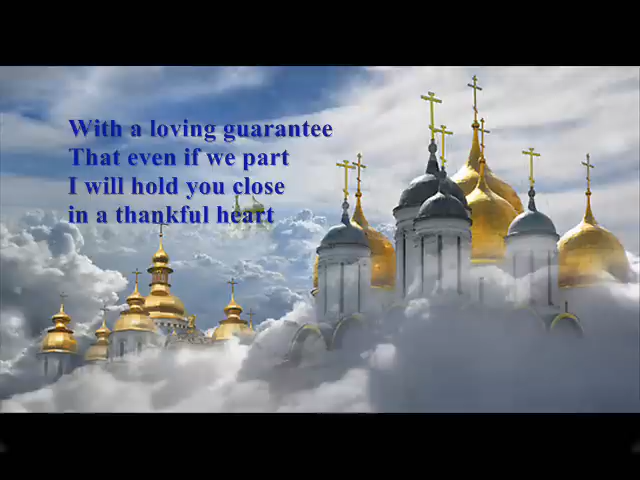 With a loving guarantee
That even if we part
I will hold you close
in a thankful heart